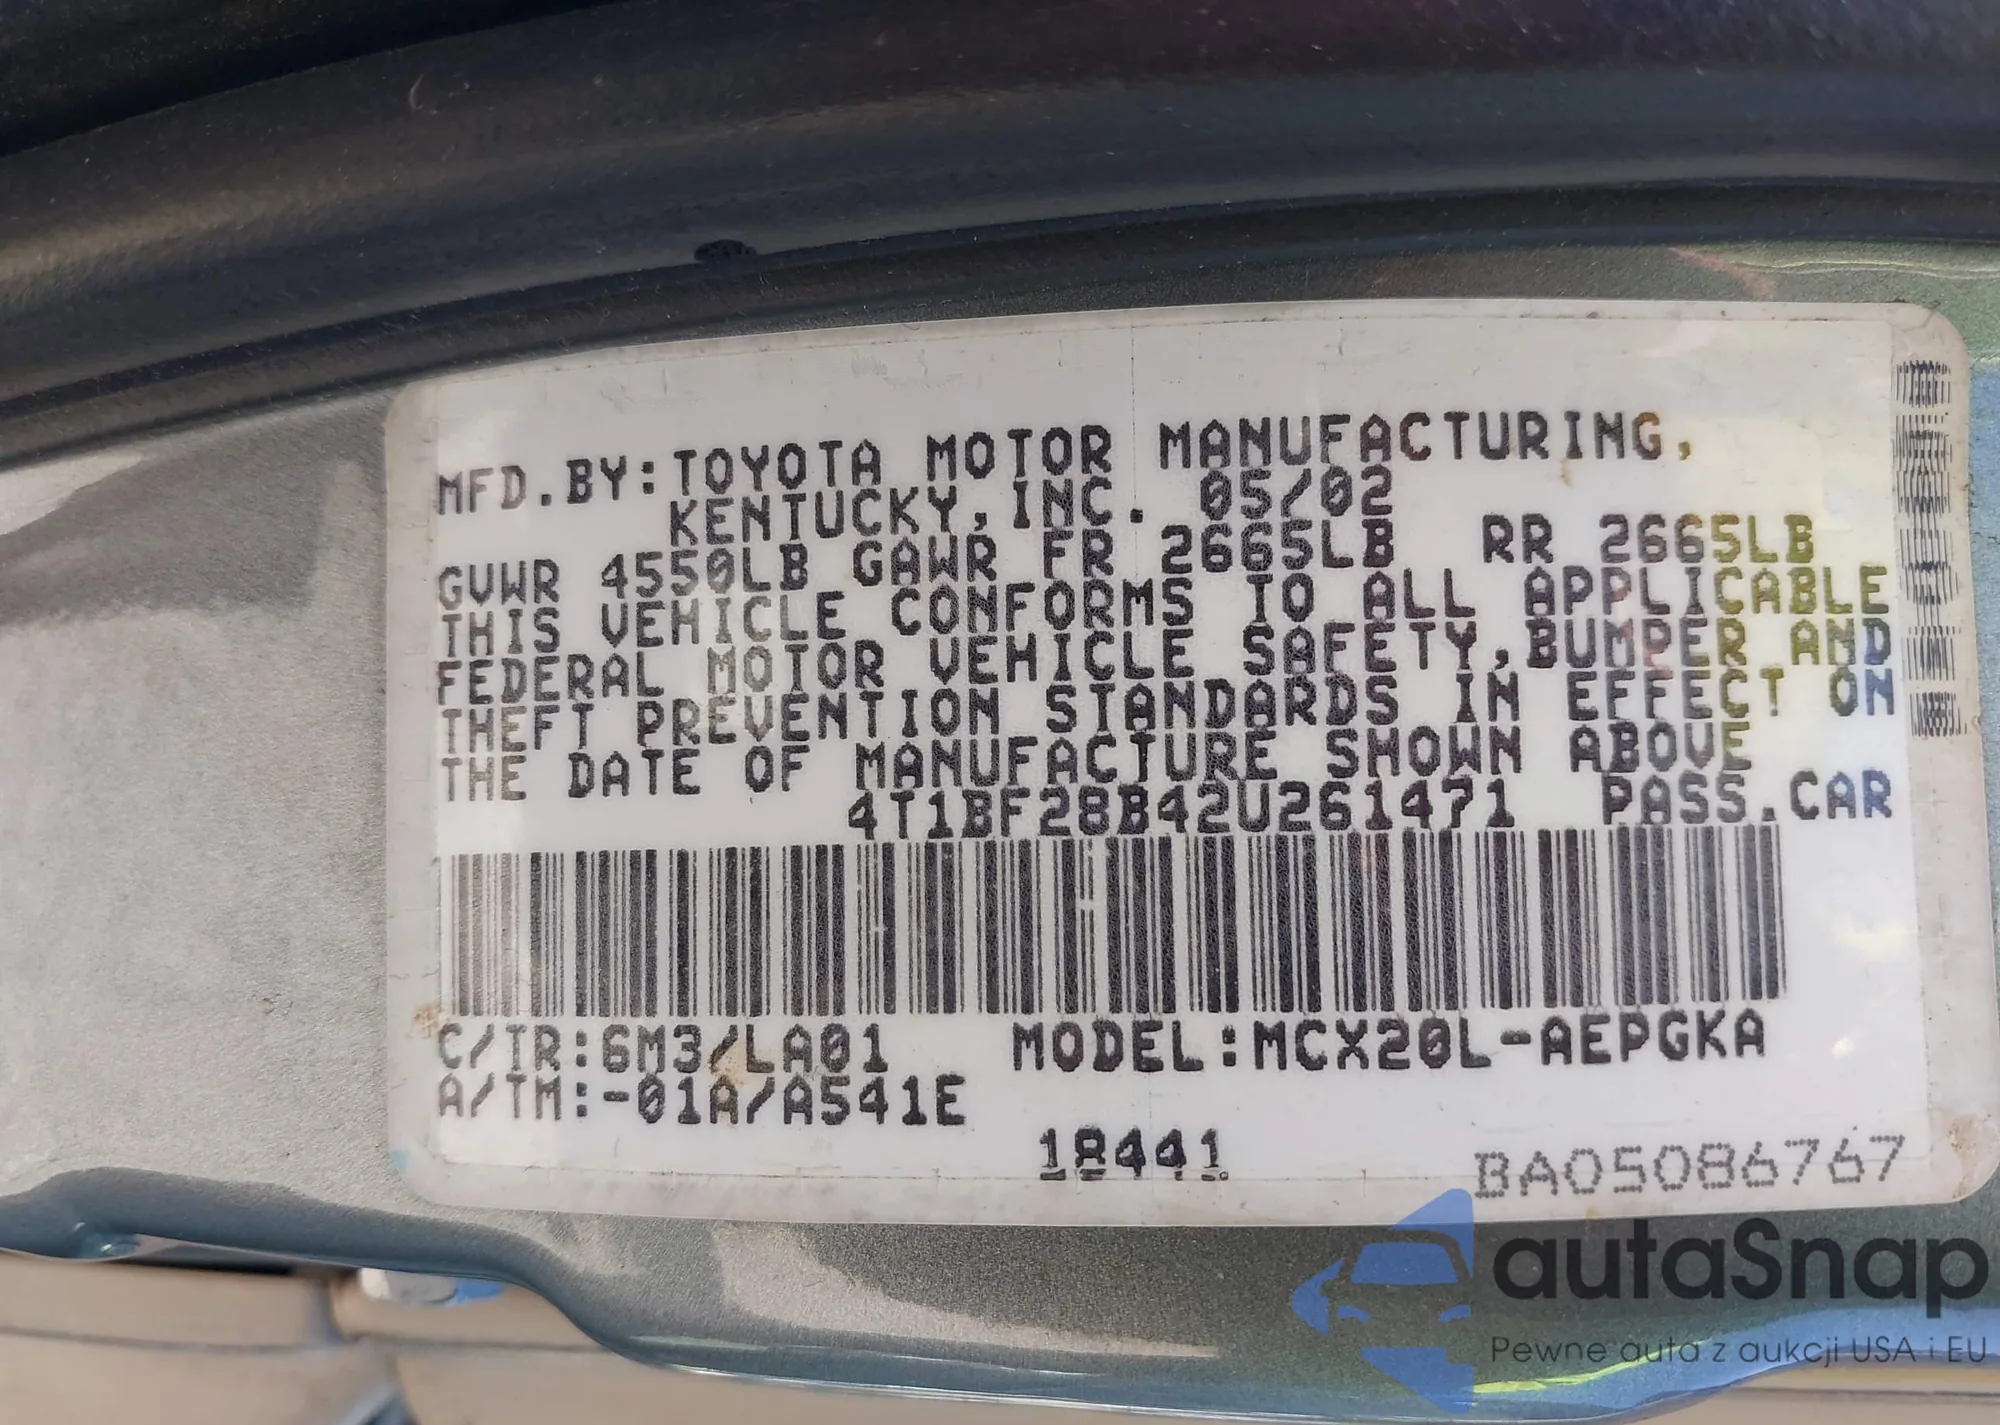 MFD.BY:TOYOTA MOTOR MANUFACTURING,
KENTUCKY,INC. 05/02
GVWR 4550LB GAWR FR 2665LB RR 2665LB
THIS VEHICLE CONFORMS TO ALL APPLICABLE
FEDERAL MOTOR VEHICLE SAFETY,BUMPER AND
THEFT PREVENTION STANDARDS IN EFFECT ON
THE DATE OF MANUFACTURE SHOWN ABOVE
4T1BF28B42U261471 PASS.CAR
C/TR:6M3/LA01 MODEL:MCX20L-AEPGKA
A/TM:-01A/A541E
18441
BA05086767
autaSnap
Pewne auta z aukcji USA i EU